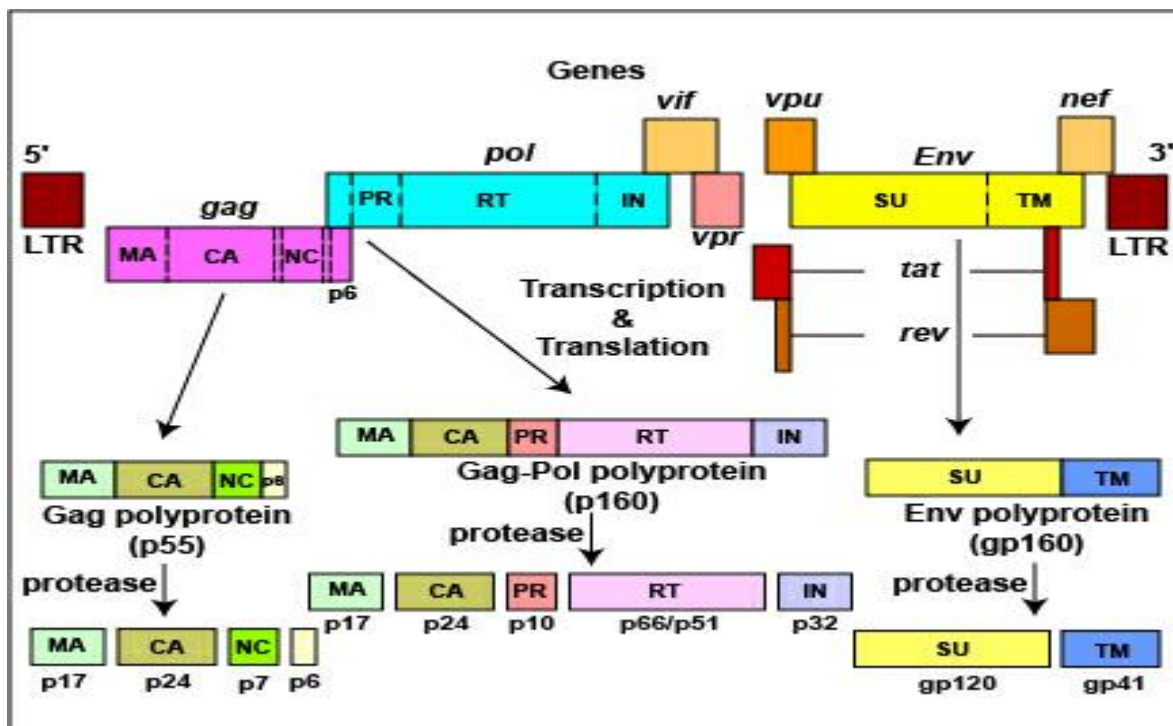 Genes
vif
vpu
nef
5'
pol
Env
3'
gag
PR
RT
IN
SU
TM
LTR
vpr
LTR
MA
CA
NC
p6
tat
Transcription
&
Translation
rev
MA
CA
PR
RT
IN
Gag-Pol polyprotein
(p160)
MA
CA
NC
p6
Gag polyprotein
(p55)
SU
TM
Env polyprotein
(gp160)
protease
protease
protease
MA
CA
PR
RT
IN
p17
p24
p10
p66/p51
p32
MA
CA
NC
p17
p24
p7
p6
SU
TM
gp120
gp41